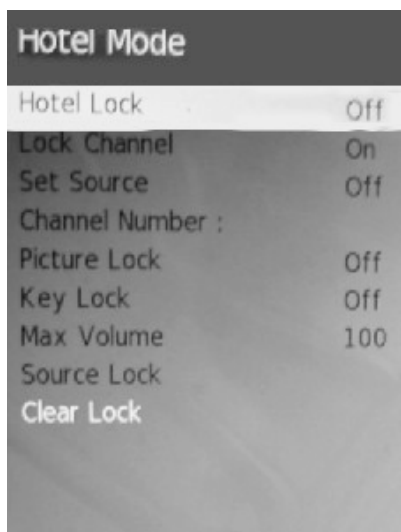 Hotel Mode
Hotel Lock Off
Lock Channel On
Set Source Off
Channel Number :
Picture Lock Off
Key Lock Off
Max Volume 100
Source Lock
Clear Lock